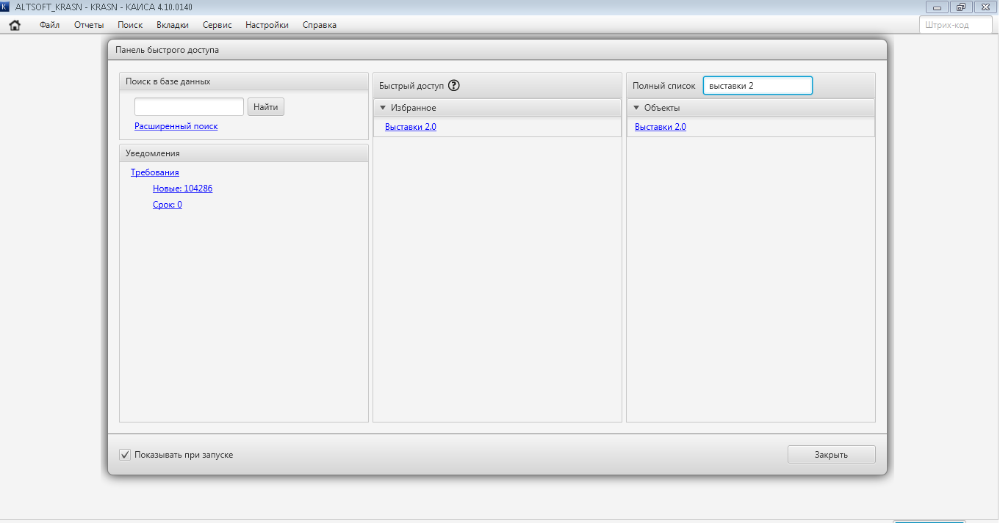 K ALTSOFT_KRASN - KRASN - КАИСА 4.10.0140
Файл Отчеты Поиск Вкладки Сервис Настройки Справка Штрих-код
Панель быстрого доступа
Поиск в базе данных
Найти
Расширенный поиск
Уведомления
Требования
Новые: 104286
Срок: 0
Быстрый доступ ?
Избранное
Выставки 2.0
Полный список выставки 2
Объекты
Выставки 2.0
Показывать при запуске
Закрыть